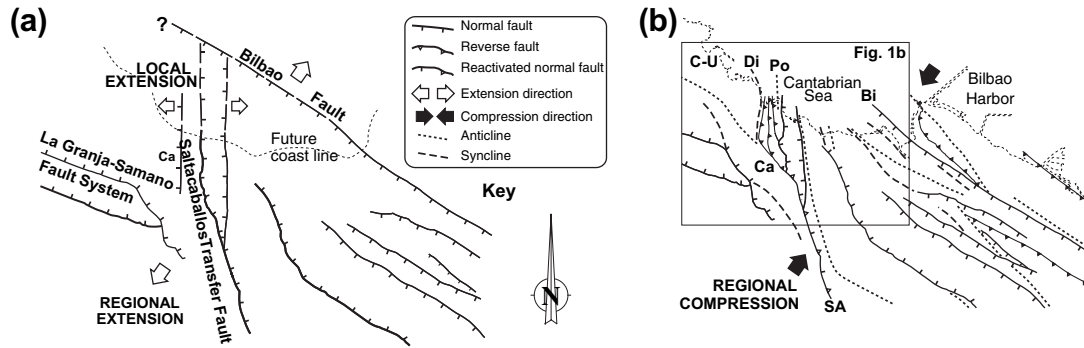 (a)
?
LOCAL
EXTENSION
Bilbao Fault
La Granja-Samano
Fault System
Ca
Saltacaballos Transfer Fault
Future
coast line
REGIONAL
EXTENSION
Normal fault
Reverse fault
Reactivated normal fault
Extension direction
Compression direction
Anticline
Syncline
Key
N
(b)
Fig. 1b
C-U
Di
Po
Cantabrian
Sea
Bi
Bilbao
Harbor
Ca
REGIONAL
COMPRESSION
SA